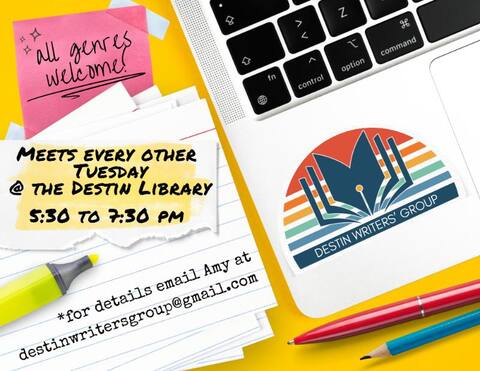 all genres
welcome!
MEETS EVERY OTHER
TUESDAY
@ THE DESTIN LIBRARY
5:30 TO 7:30 PM
*for details email Amy at
destinwritersgroup@gmail.com
fn
control
option
command
⌘
DESTIN WRITERS' GROUP